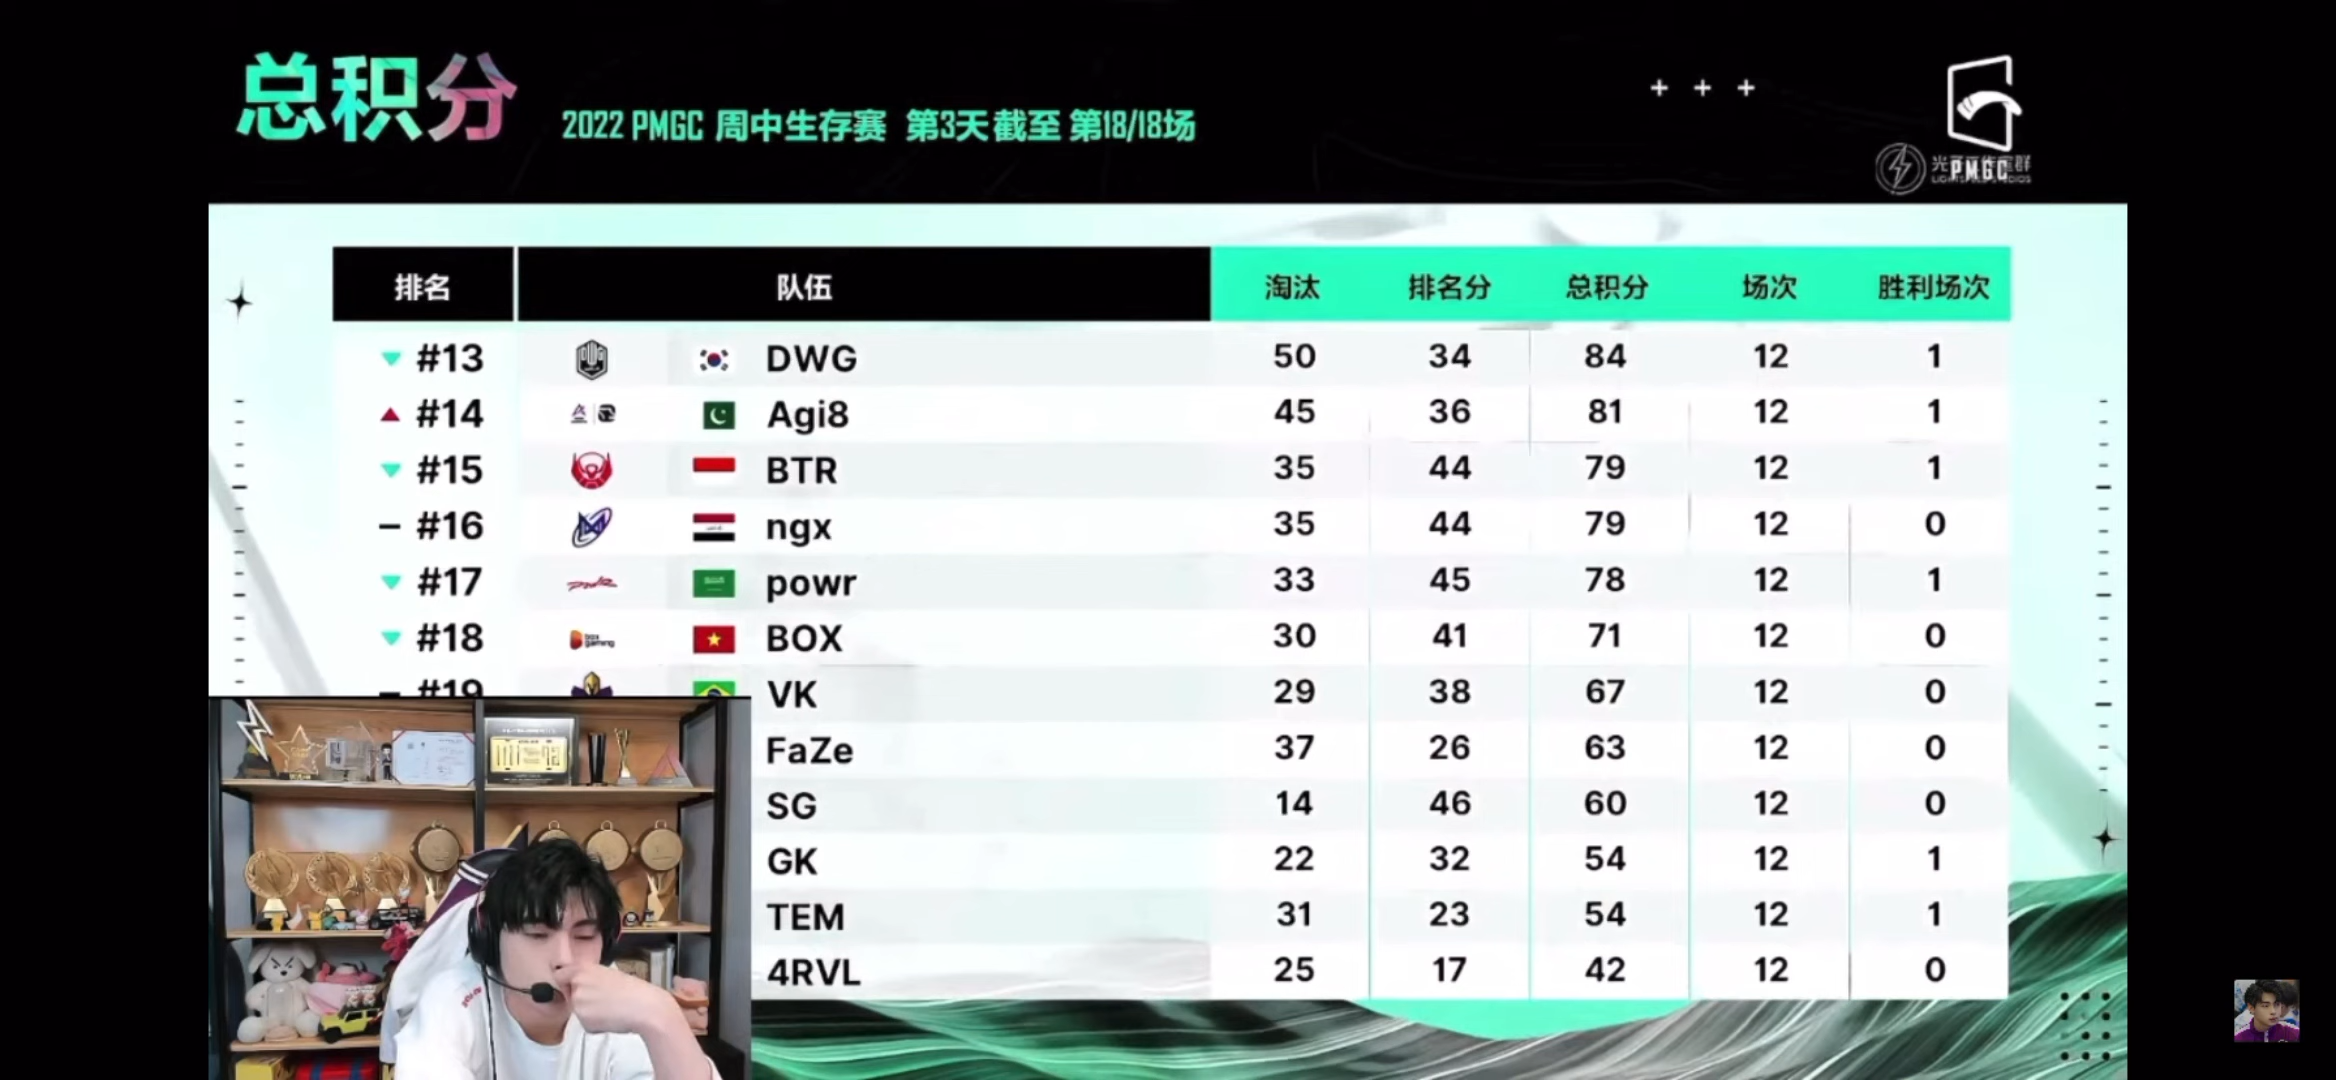 总积分
2022 PMGC 周中生存赛 第3天截至 第18/18场
PMGC
排名 队伍 淘汰 排名分 总积分 场次 胜利场次
#13 DWG 50 34 84 12 1
#14 Agi8 45 36 81 12 1
#15 BTR 35 44 79 12 1
#16 ngx 35 44 79 12 0
#17 powr 33 45 78 12 1
#18 box gaming BOX 30 41 71 12 0
#19 VK 29 38 67 12 0
FaZe 37 26 63 12 0
SG 14 46 60 12 0
GK 22 32 54 12 1
TEM 31 23 54 12 1
4RVL 25 17 42 12 0